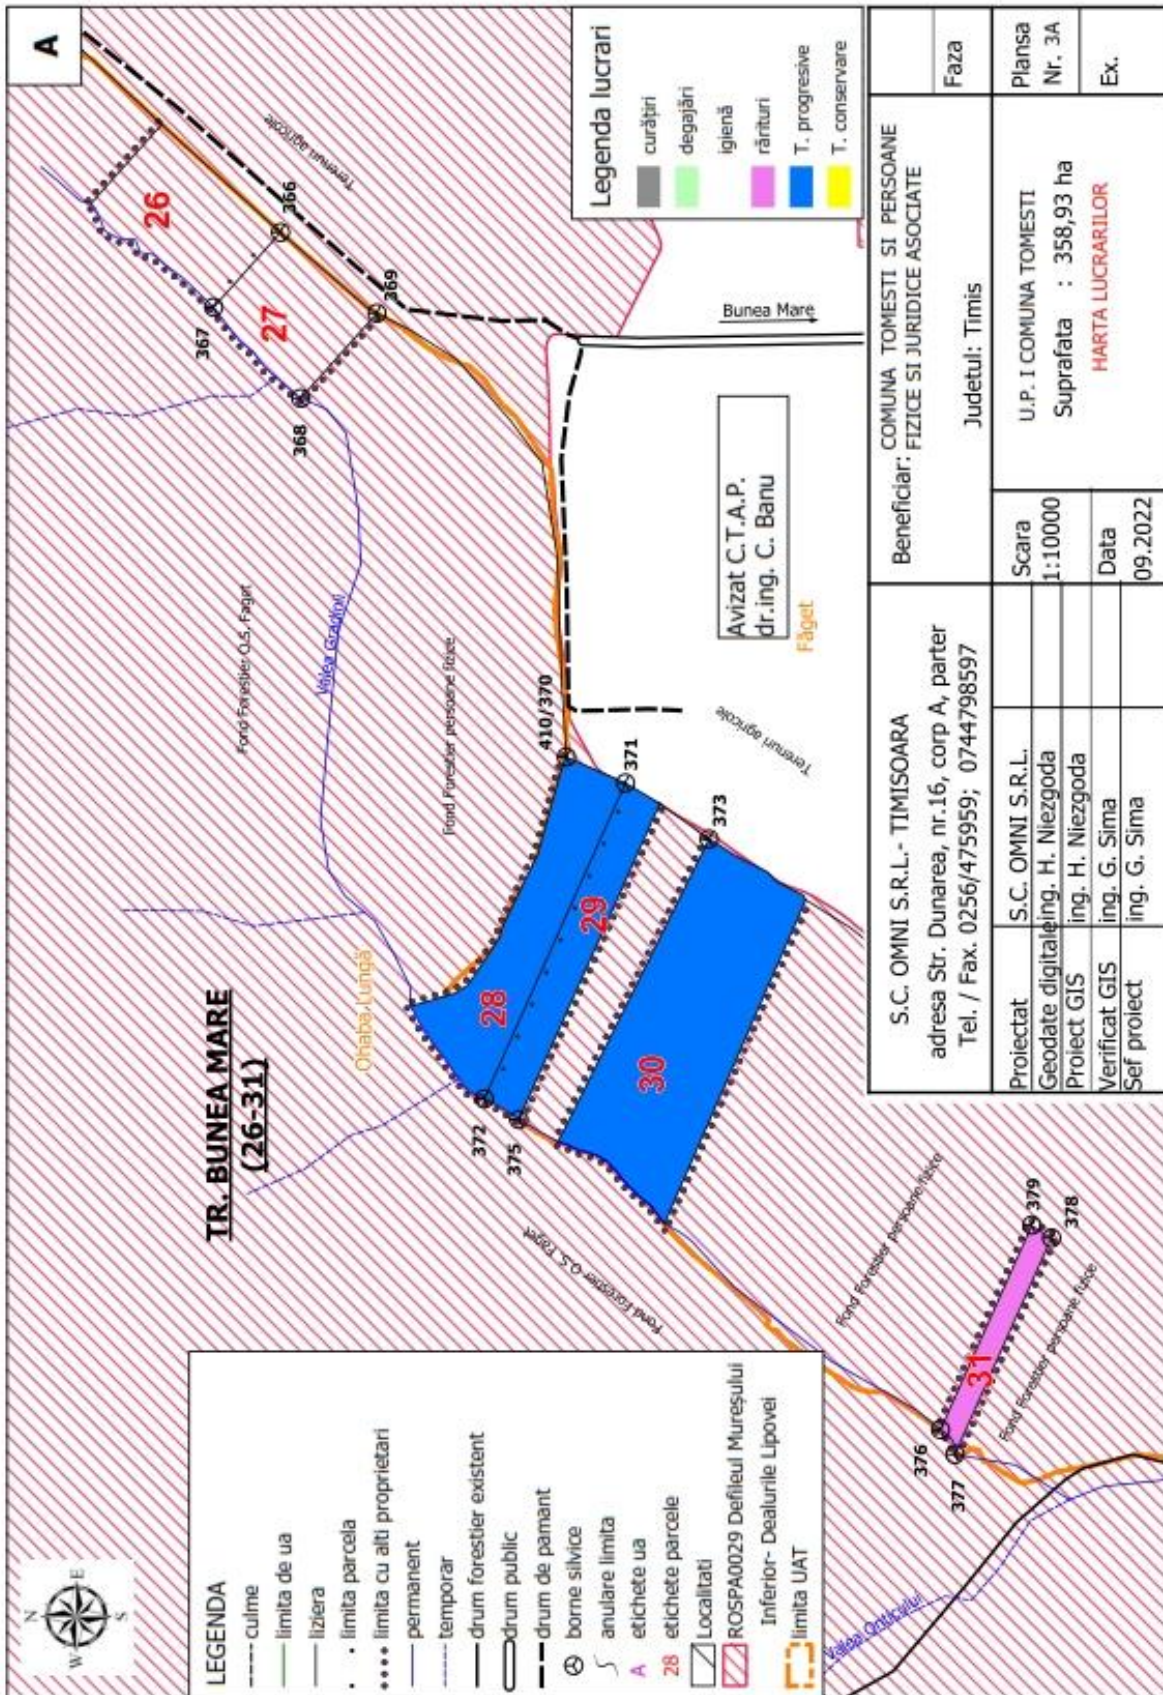 A
TR. BUNEA MARE
(26-31)
26
27
28
29
30
31
366
367
368
369
410/370
371
372
373
375
376
377
378
379
Terenuri agricole
Terenuri agricole
Fond Forestier O.S. Faget
Valea Gradinii
Fond Forestier persoane fizice
Ohaba Lungă
Fond Forestier O.S. Faget
Fond Forestier persoane fizice
Fond Forestier persoane fizice
Bunea Mare
Făget
Avizat C.T.A.P.
dr.ing. C. Banu
N
E
S
W
LEGENDA
culme
limita de ua
liziera
limita parcela
limita cu alti proprietari
permanent
temporar
drum forestier existent
drum public
drum de pamant
borne silvice
anulare limita
A etichete ua
28 etichete parcele
Localitati
ROSPA0029 Defileul Mureșului
Inferior- Dealurile Lipovei
limita UAT
Legenda lucrari
curățiri
degajări
igienă
rărituri
T. progresive
T. conservare
S.C. OMNI S.R.L.- TIMISOARA
adresa Str. Dunarea, nr.16, corp A, parter
Tel. / Fax. 0256/475959; 0744798597
Beneficiar: COMUNA TOMESTI SI PERSOANE
FIZICE SI JURIDICE ASOCIATE
Judetul: Timis
Faza
Proiectat S.C. OMNI S.R.L.
Geodate digitale ing. H. Niezgoda
Proiect GIS ing. H. Niezgoda
Verificat GIS ing. G. Sima
Sef proiect ing. G. Sima
Scara
1:10000
Data
09.2022
U.P. I COMUNA TOMESTI
Suprafata : 358,93 ha
HARTA LUCRARILOR
Plansa
Nr. 3A
Ex.